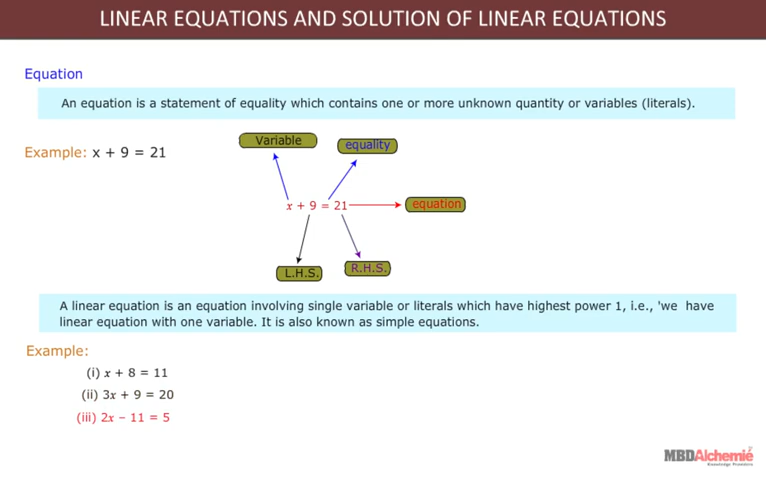 LINEAR EQUATIONS AND SOLUTION OF LINEAR EQUATIONS
Equation
An equation is a statement of equality which contains one or more unknown quantity or variables (literals).
Example: x + 9 = 21
Variable
equality
x + 9 = 21
equation
L.H.S.
R.H.S.
A linear equation is an equation involving single variable or literals which have highest power 1, i.e., 'we have
linear equation with one variable. It is also known as simple equations.
Example:
(i) x + 8 = 11
(ii) 3x + 9 = 20
(iii) 2x – 11 = 5
MBDAlchemie
Knowledge Providers